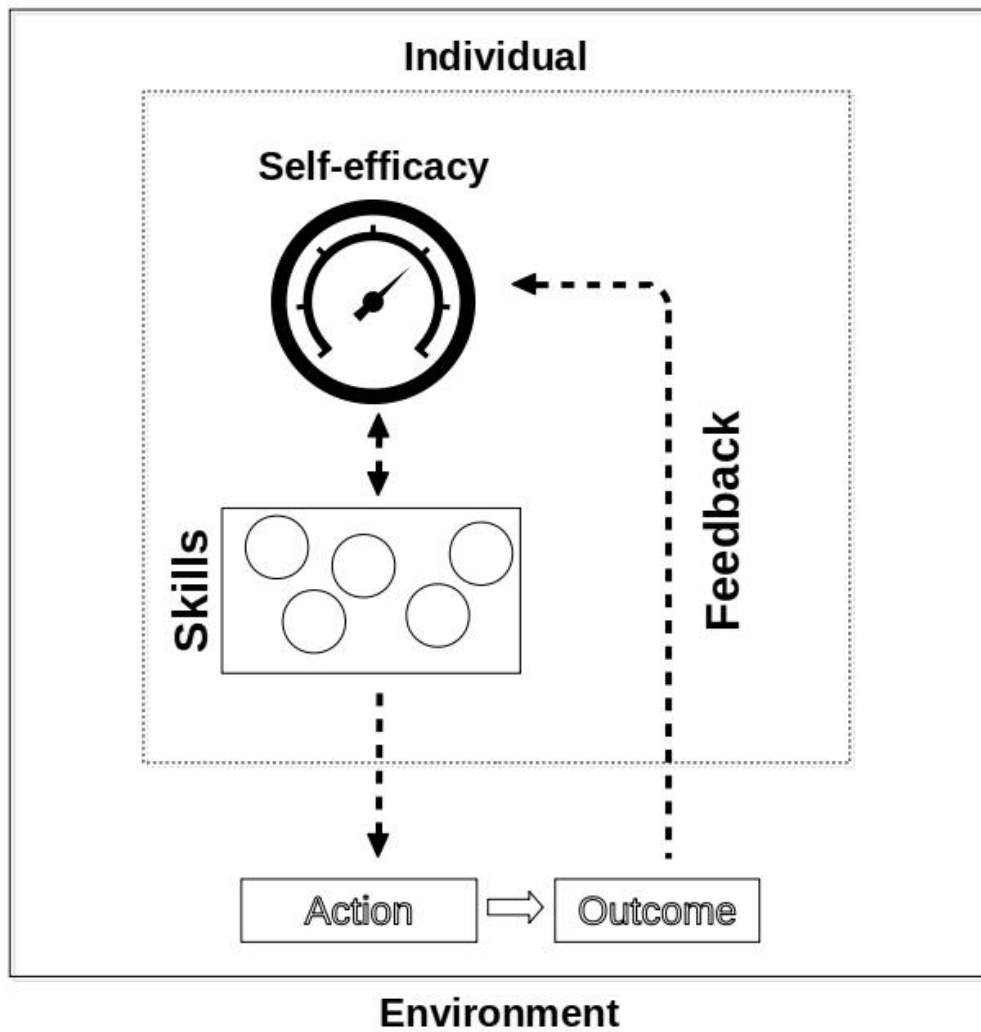 Individual
Self-efficacy
Skills
Feedback
Action
Outcome
Environment